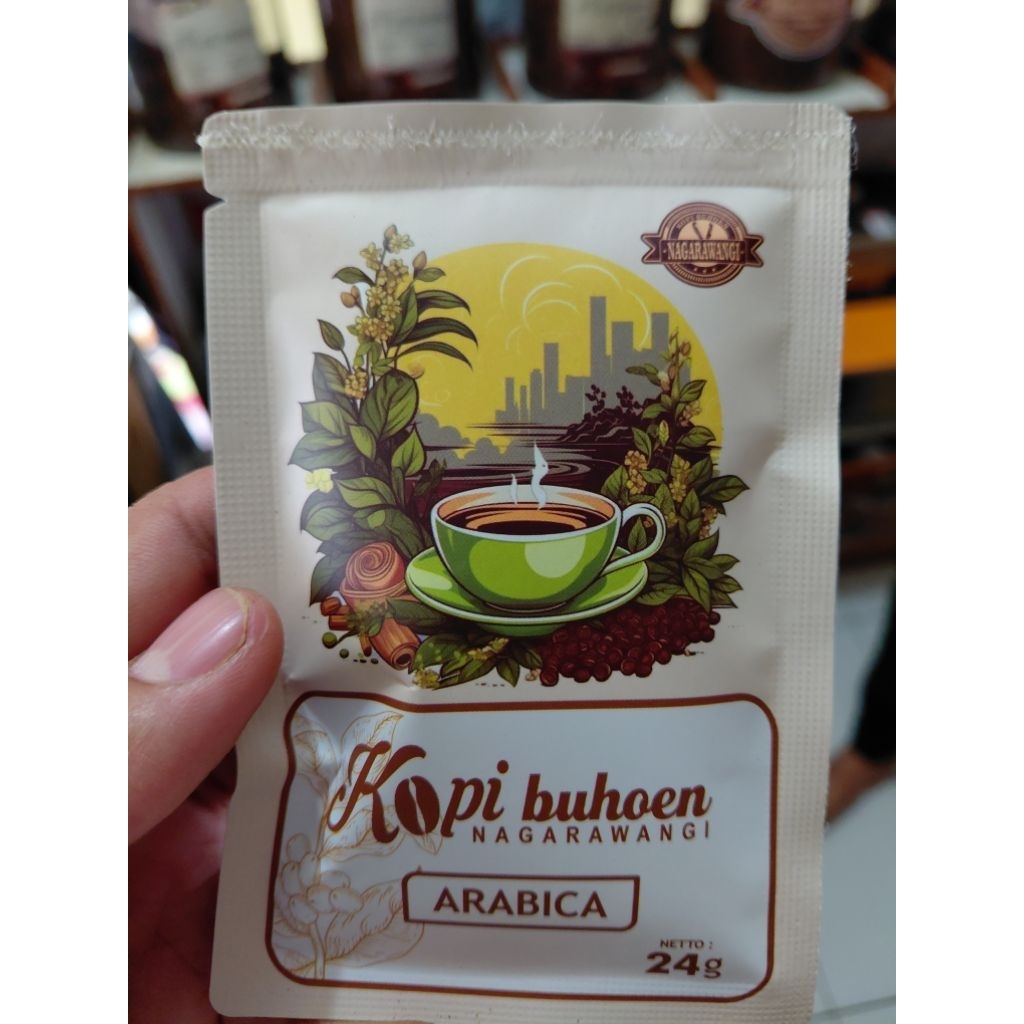 NAGARAWANGI
Kopi buhoen
NAGARAWANGI
ARABICA
NETTO :
24g